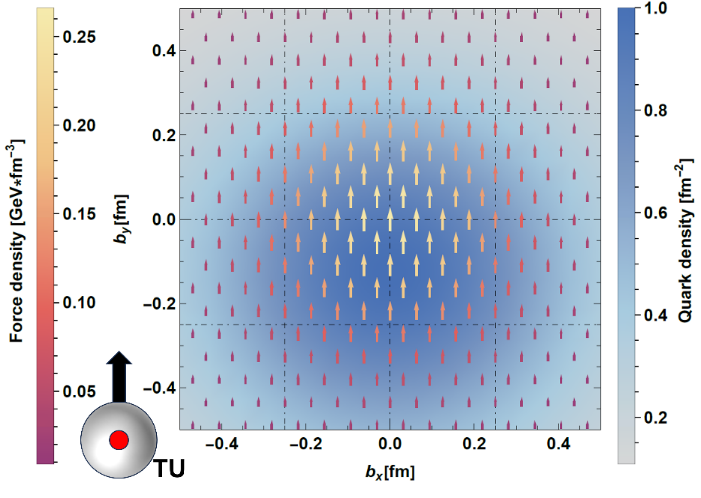 Force density [GeV*fm⁻³]
0.25
0.20
0.15
0.10
0.05
b_y[fm]
0.4
0.2
0.0
−0.2
−0.4
−0.4 −0.2 0.0 0.2 0.4
b_x[fm]
TU
1.0
0.8
0.6
0.4
0.2
Quark density [fm⁻²]